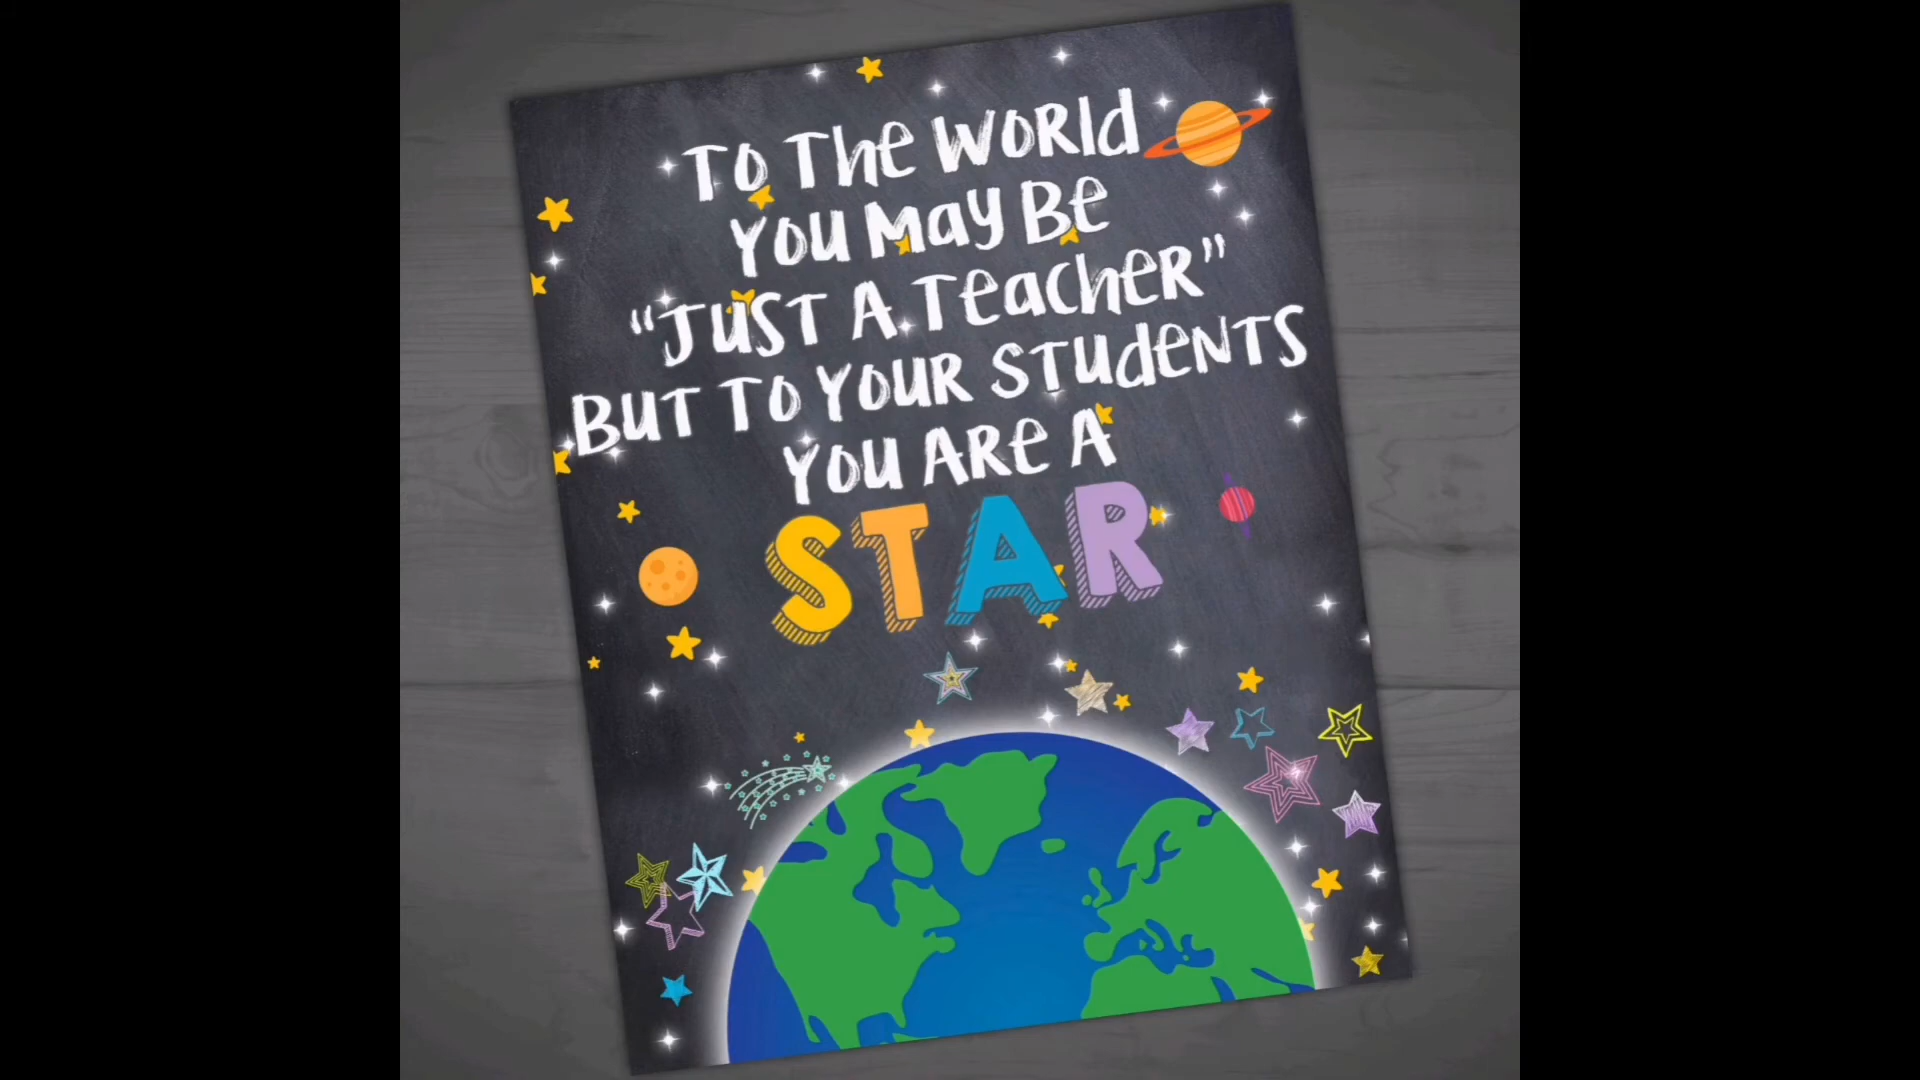 To The World
You May Be
“Just A Teacher”
But To Your Students
You Are A
STAR